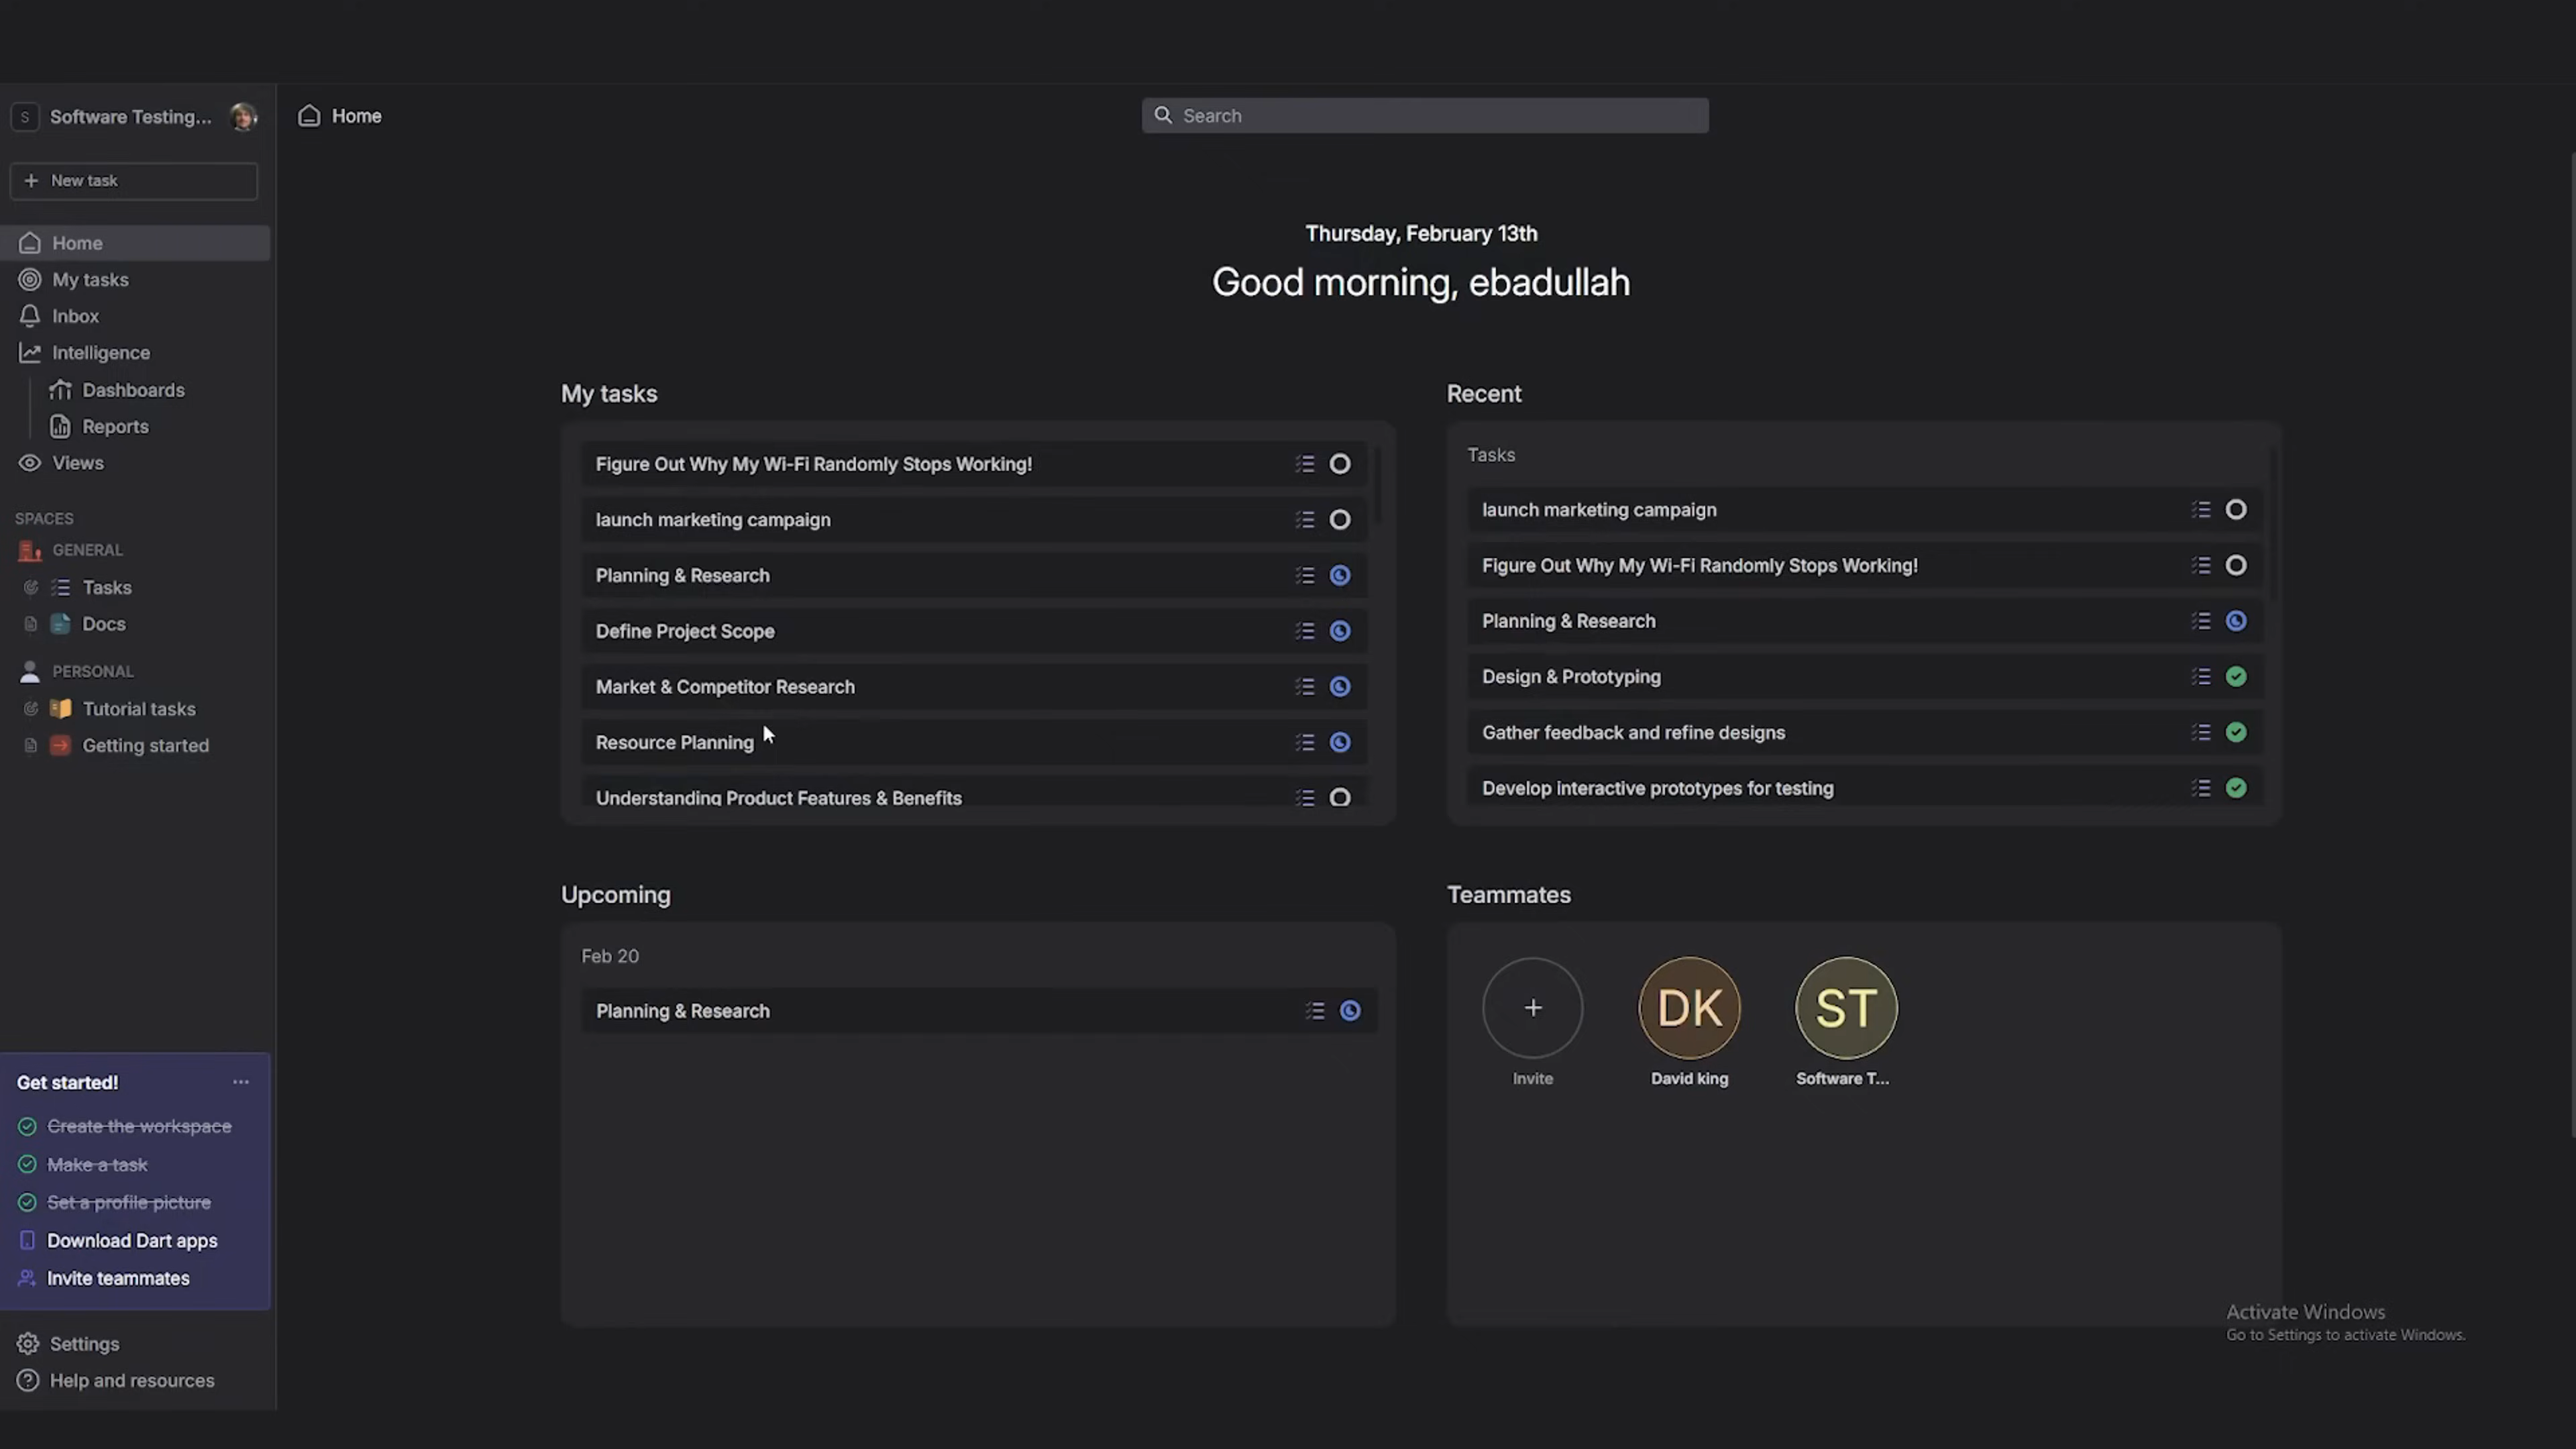 S Software Testing...
New task
Home
My tasks
Inbox
Intelligence
Dashboards
Reports
Views
SPACES
GENERAL
Tasks
Docs
PERSONAL
Tutorial tasks
Getting started
Get started!
Create the workspace
Make a task
Set a profile picture
Download Dart apps
Invite teammates
Settings
Help and resources
Home
Search
Thursday, February 13th
Good morning, ebadullah
My tasks
Figure Out Why My Wi-Fi Randomly Stops Working!
launch marketing campaign
Planning & Research
Define Project Scope
Market & Competitor Research
Resource Planning
Understanding Product Features & Benefits
Recent
Tasks
launch marketing campaign
Figure Out Why My Wi-Fi Randomly Stops Working!
Planning & Research
Design & Prototyping
Gather feedback and refine designs
Develop interactive prototypes for testing
Upcoming
Feb 20
Planning & Research
Teammates
DK ST
Invite David king Software T...
Activate Windows
Go to Settings to activate Windows.